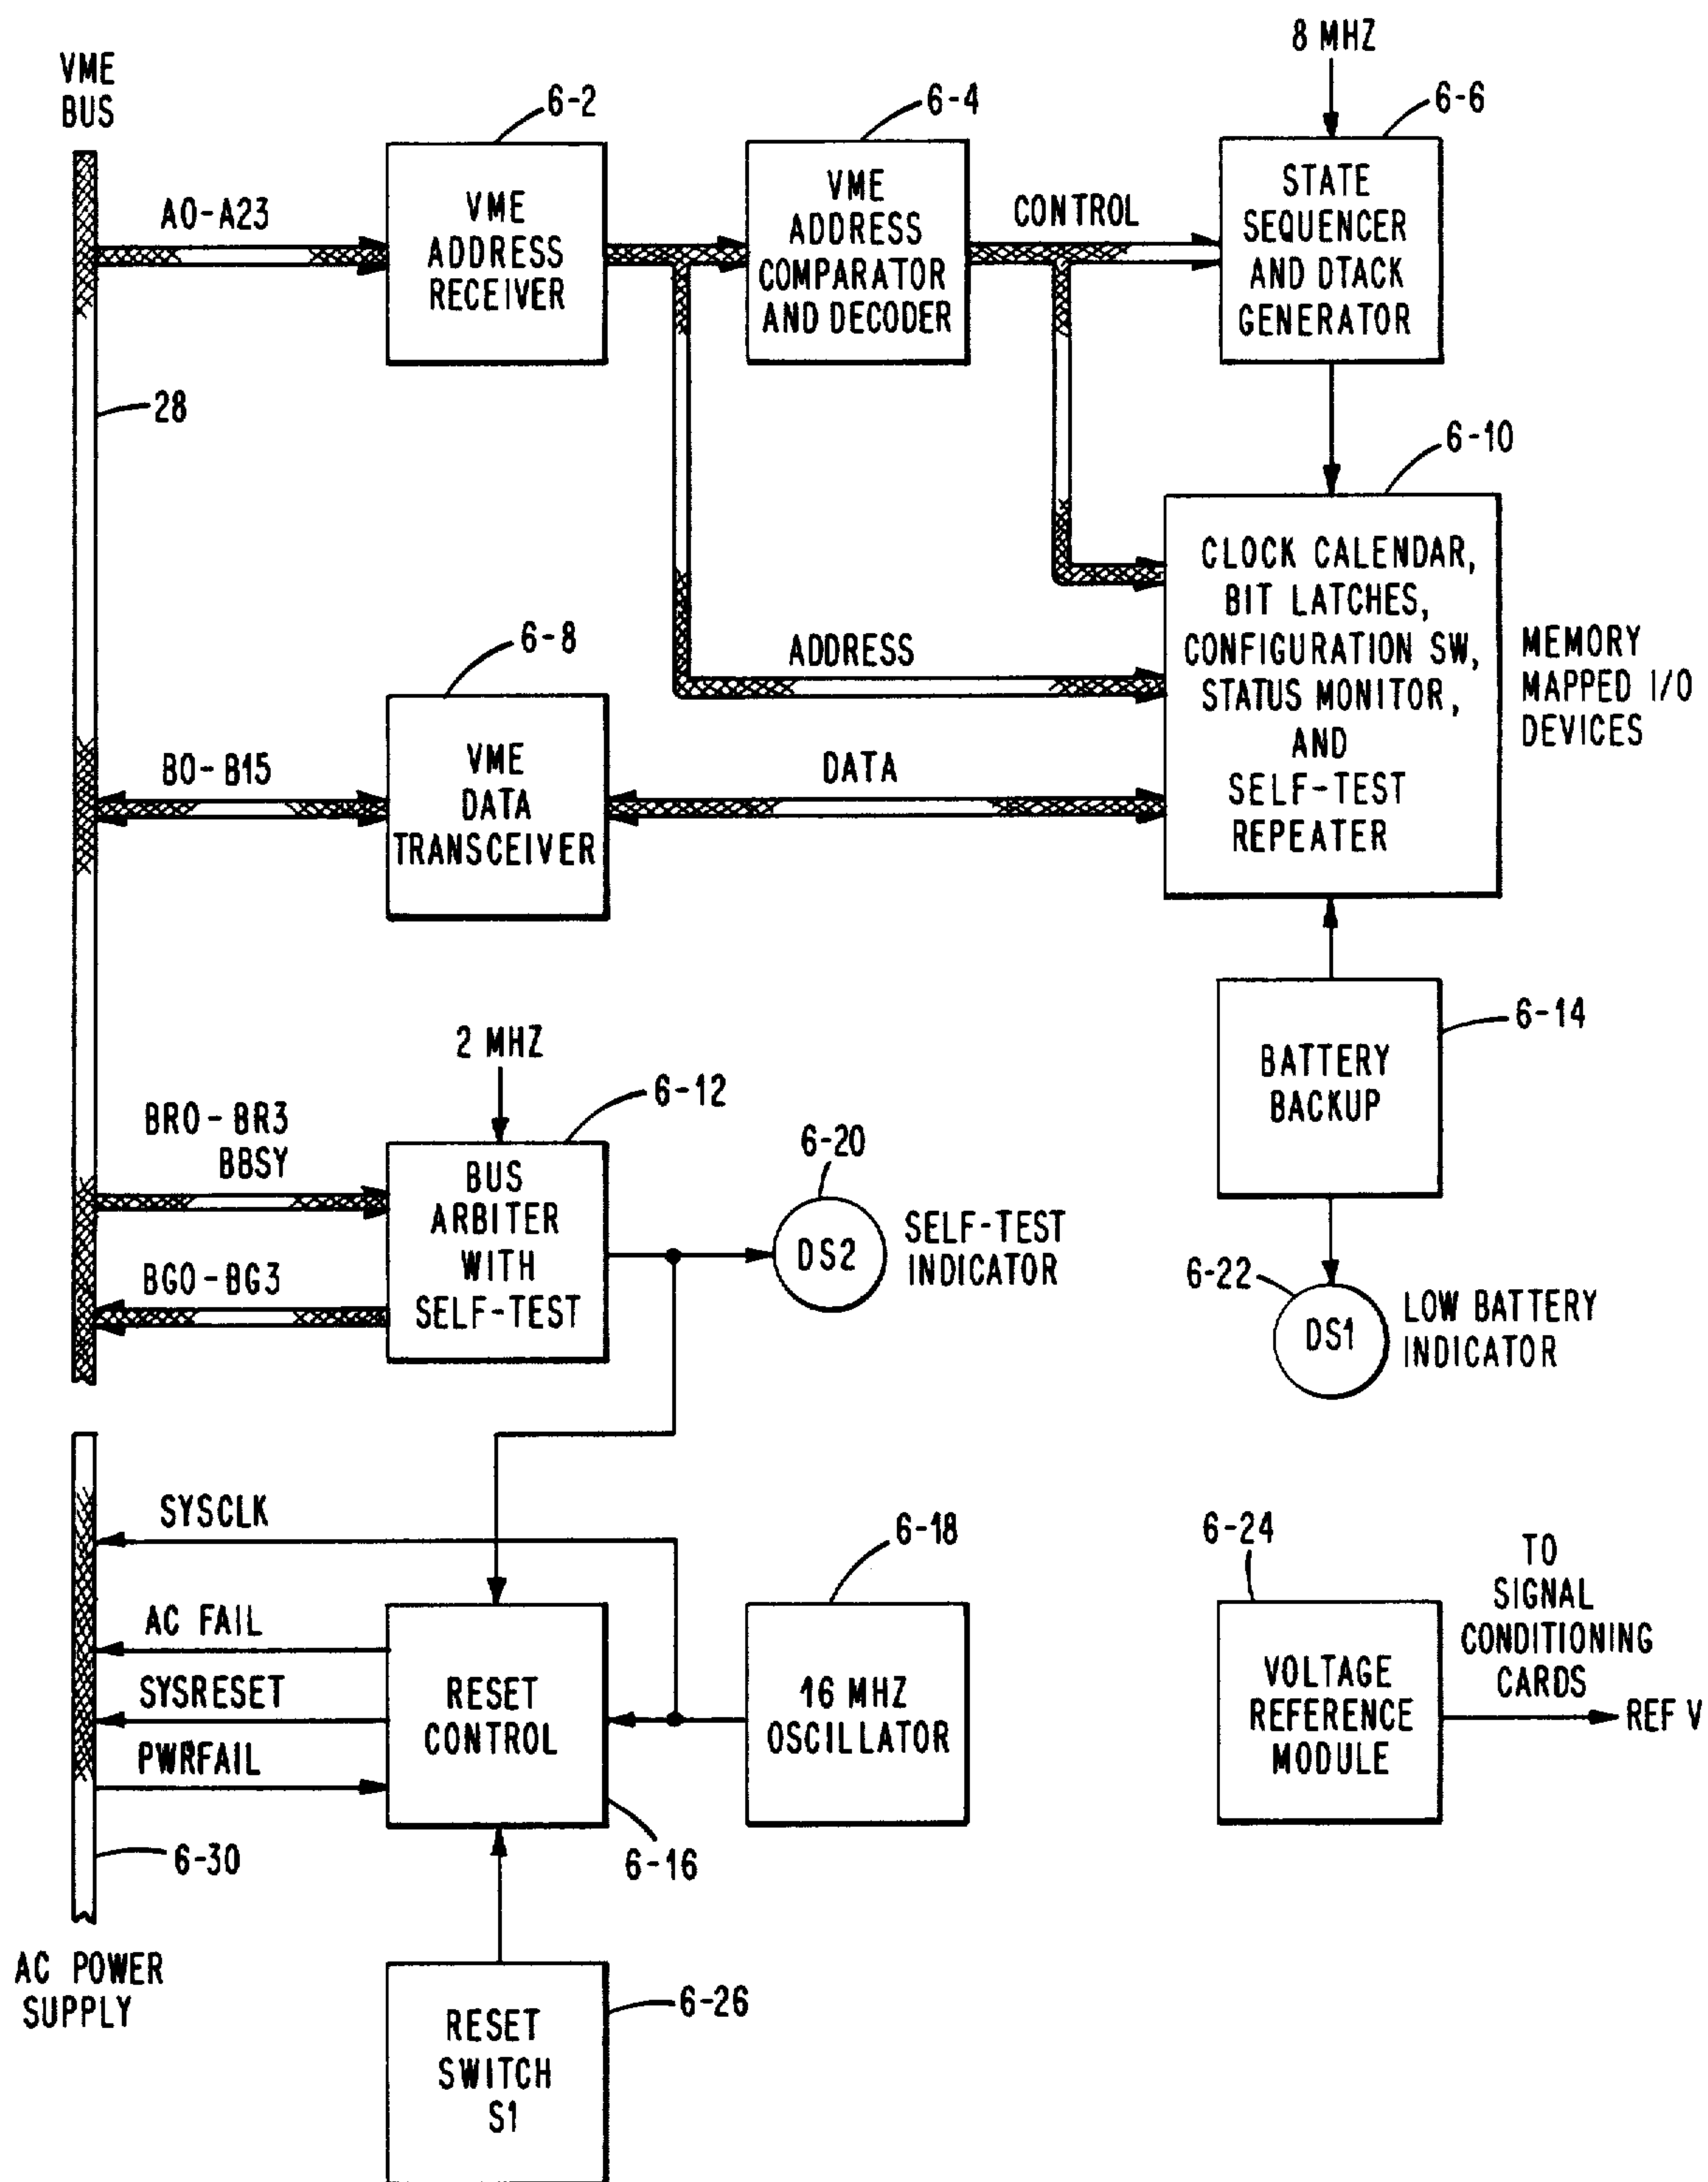 8 MHZ
VME
BUS
6-2
6-4
6-6
A0-A23
VME
ADDRESS
RECEIVER
VME
ADDRESS
COMPARATOR
AND DECODER
CONTROL
STATE
SEQUENCER
AND DTACK
GENERATOR
28
6-10
CLOCK CALENDAR,
BIT LATCHES,
CONFIGURATION SW,
STATUS MONITOR,
AND
SELF-TEST
REPEATER
MEMORY
MAPPED I/O
DEVICES
ADDRESS
6-8
B0-B15
VME
DATA
TRANSCEIVER
DATA
6-14
BATTERY
BACKUP
2 MHZ
6-12
BR0-BR3
BBSY
BUS
ARBITER
WITH
SELF-TEST
BG0-BG3
6-20
DS2
SELF-TEST
INDICATOR
6-22
DS1
LOW BATTERY
INDICATOR
SYSCLK
6-18
AC FAIL
SYSRESET
PWRFAIL
RESET
CONTROL
16 MHZ
OSCILLATOR
6-24
VOLTAGE
REFERENCE
MODULE
TO
SIGNAL
CONDITIONING
CARDS
REF V
6-30
6-16
AC POWER
SUPPLY
6-26
RESET
SWITCH
S1